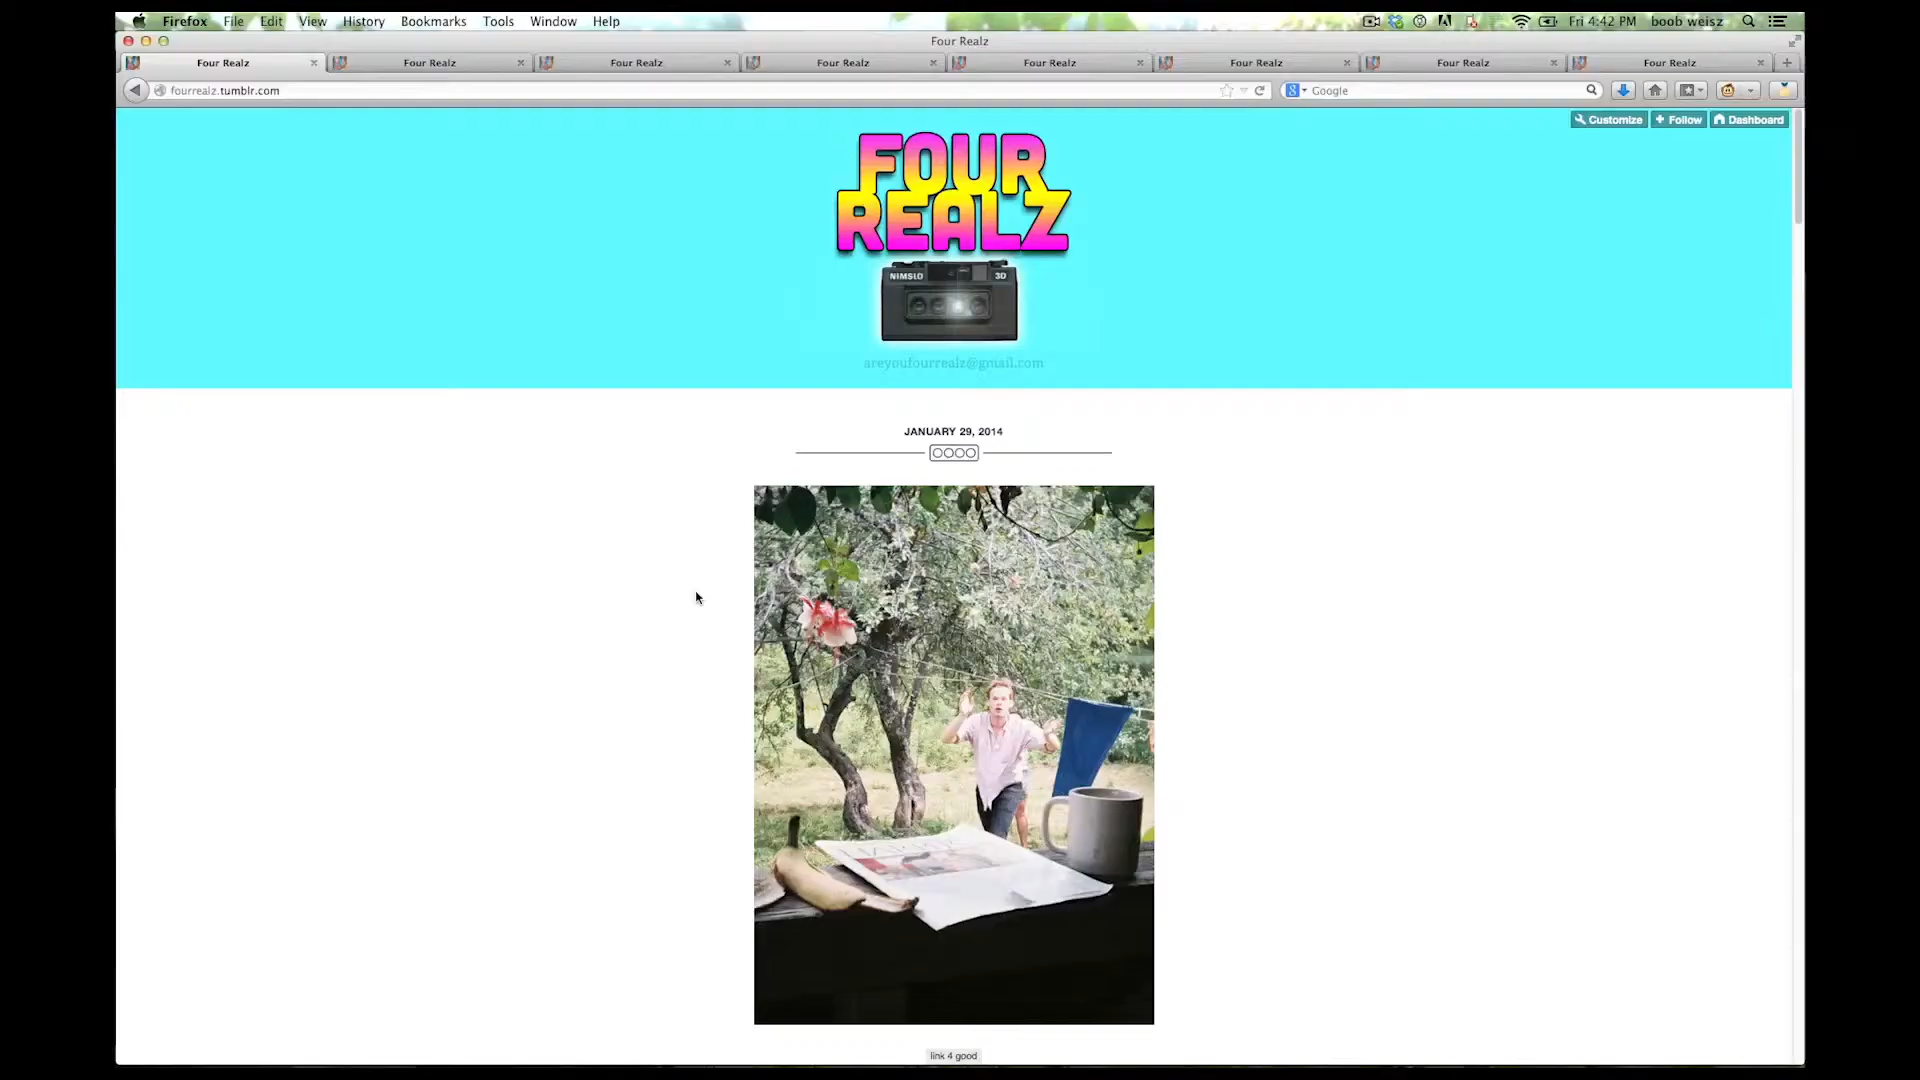 Firefox File Edit View History Bookmarks Tools Window Help
Fri 4:42 PM boob weisz
Four Realz
Four Realz Four Realz Four Realz Four Realz Four Realz Four Realz Four Realz Four Realz
fourrealz.tumblr.com
Google
Customize + Follow Dashboard
FOUR
REALZ
NIMSLO 3D
areyoufourrealz@gmail.com
JANUARY 29, 2014
link 4 good